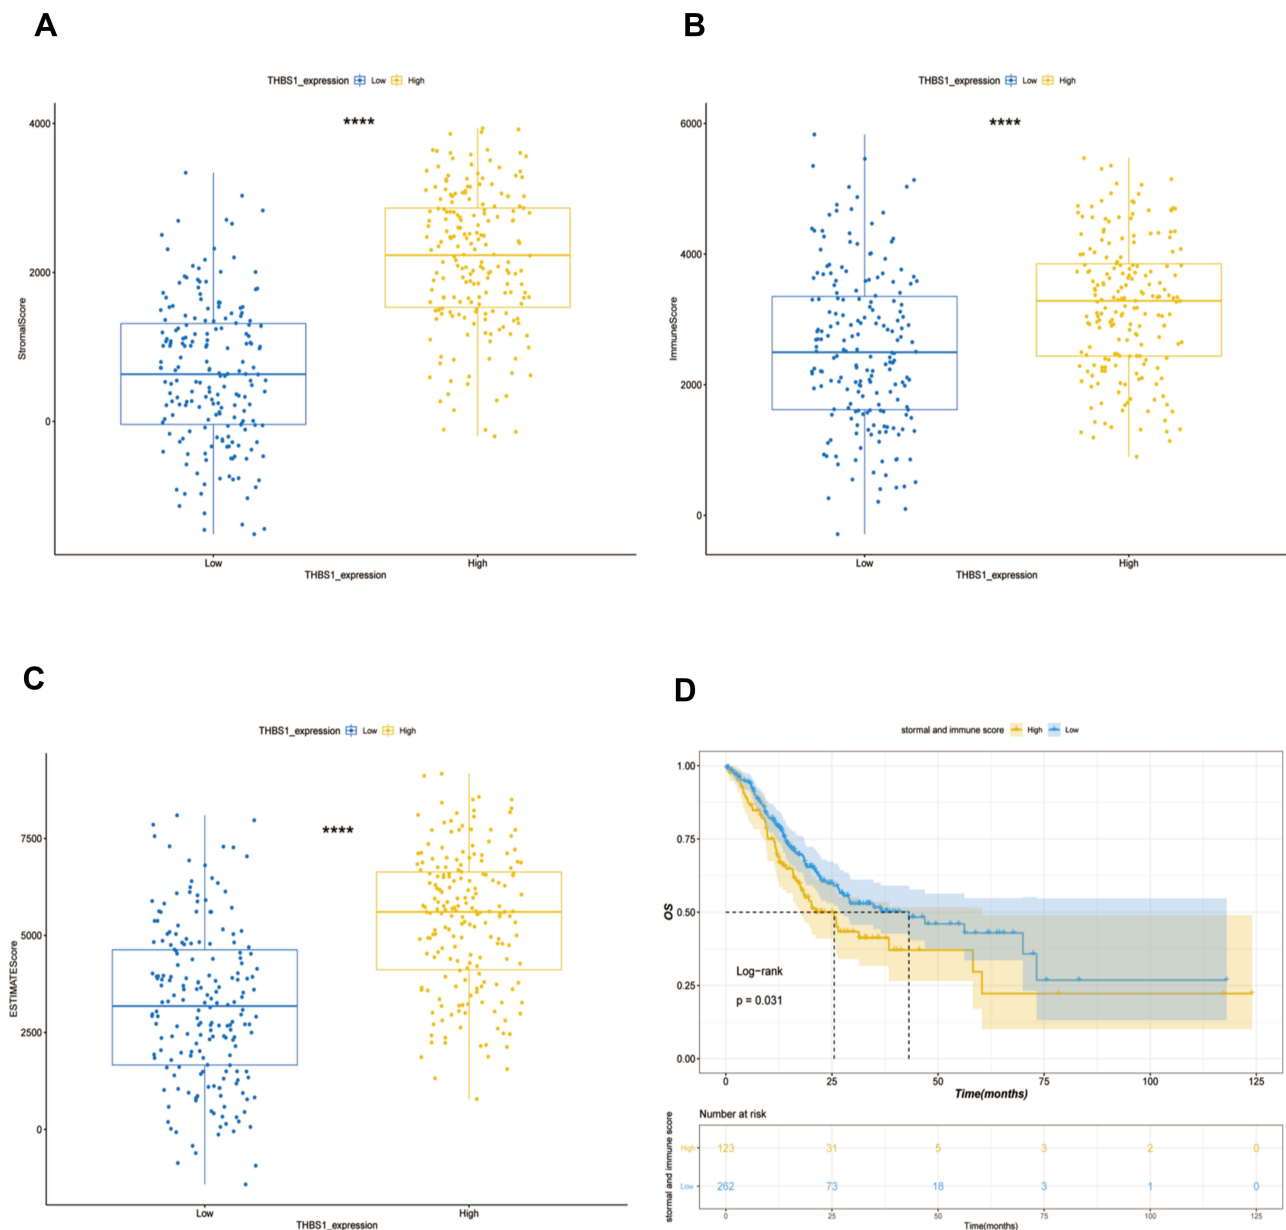 A
THBS1_expression Low High
****
4000
2000
0
StromalScore
Low High
THBS1_expression
B
THBS1_expression Low High
****
6000
4000
2000
0
ImmuneScore
Low High
THBS1_expression
C
THBS1_expression Low High
****
7500
5000
2500
0
ESTIMATEScore
Low High
THBS1_expression
D
stormal and immune score High Low
1.00
0.75
0.50
0.25
0.00
OS
Log-rank
p = 0.031
0 25 50 75 100 125
Time(months)
Number at risk
stormal and immune score
High 123 31 5 3 2 0
Low 262 73 18 3 1 0
0 25 50 75 100 125
Time(months)